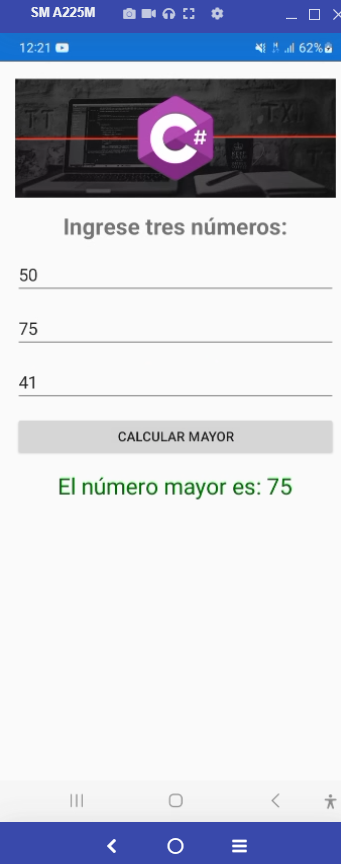 SM A225M
12:21
62%
C#
Ingrese tres números:
50
75
41
CALCULAR MAYOR
El número mayor es: 75